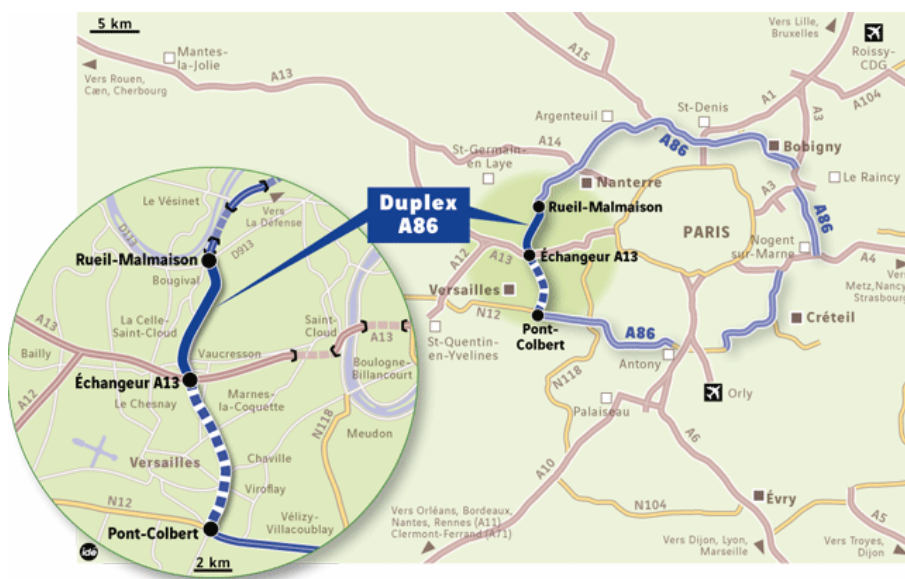 5 km
Mantes-
la-Jolie
Vers Rouen,
Cæn, Cherbourg
A13
A15
Vers Lille,
Bruxelles
Roissy-
CDG
A104
A1
A3
St-Denis
Argenteuil
A14
St-Germain-
en Laye
A86
Bobigny
Nanterre
Le Raincy
A3
A86
Rueil-Malmaison
PARIS
Nogent
sur-Marne
A13
Échangeur A13
A12
A4
Vers
Metz,Nancy
Strasbourg
Versailles
N12
Pont-
Colbert
A86
Créteil
St-Quentin-
en-Yvelines
Antony
N118
Orly
Palaiseau
A6
A10
Évry
N104
A5
Vers Orléans, Bordeaux,
Nantes, Rennes (A11)
Clermont-Ferrand (A71)
Vers Dijon, Lyon,
Marseille
Vers Troyes,
Dijon
Duplex
A86
Le Vésinet
Vers
La Défense
D113
D913
Rueil-Malmaison
Bougival
La Celle-
Saint-Cloud
Saint-
Cloud
A13
A13
Bailly
Vaucresson
Boulogne-
Billancourt
Échangeur A13
A12
Le Chesnay
Marnes-
la-Coquette
N118
Meudon
Versailles
Chaville
Viroflay
N12
Vélizy-
Villacoublay
Pont-Colbert
2 km
idé